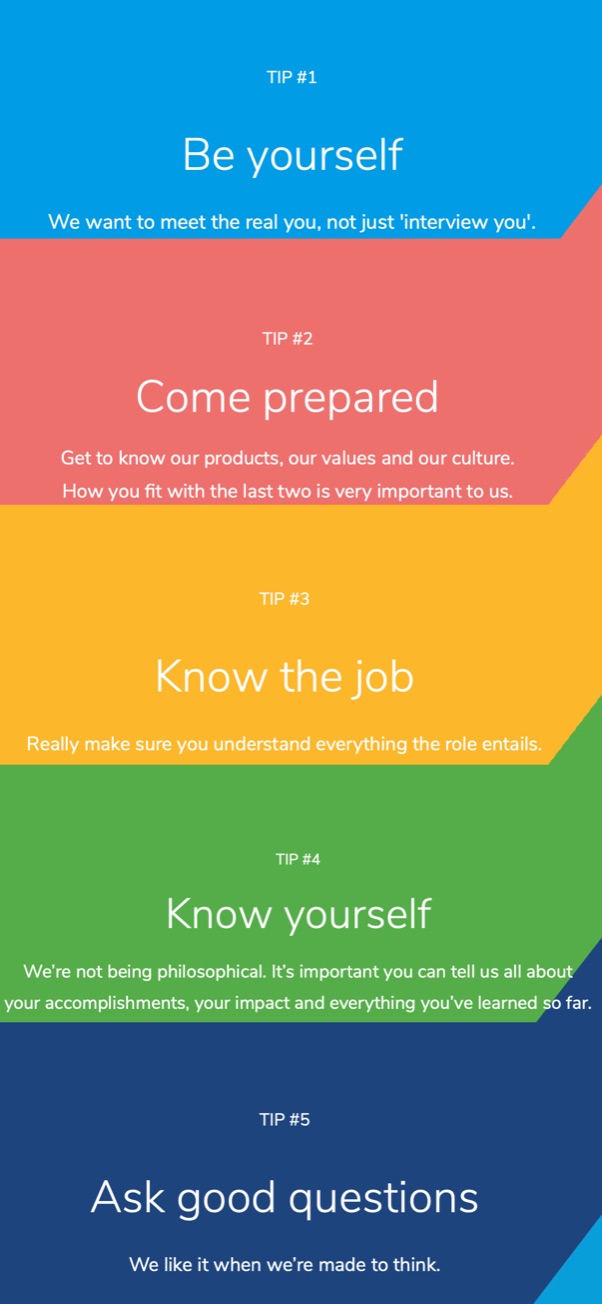 TIP #1
Be yourself
We want to meet the real you, not just 'interview you'.
TIP #2
Come prepared
Get to know our products, our values and our culture.
How you fit with the last two is very important to us.
TIP #3
Know the job
Really make sure you understand everything the role entails.
TIP #4
Know yourself
We’re not being philosophical. It’s important you can tell us all about
your accomplishments, your impact and everything you’ve learned so far.
TIP #5
Ask good questions
We like it when we’re made to think.